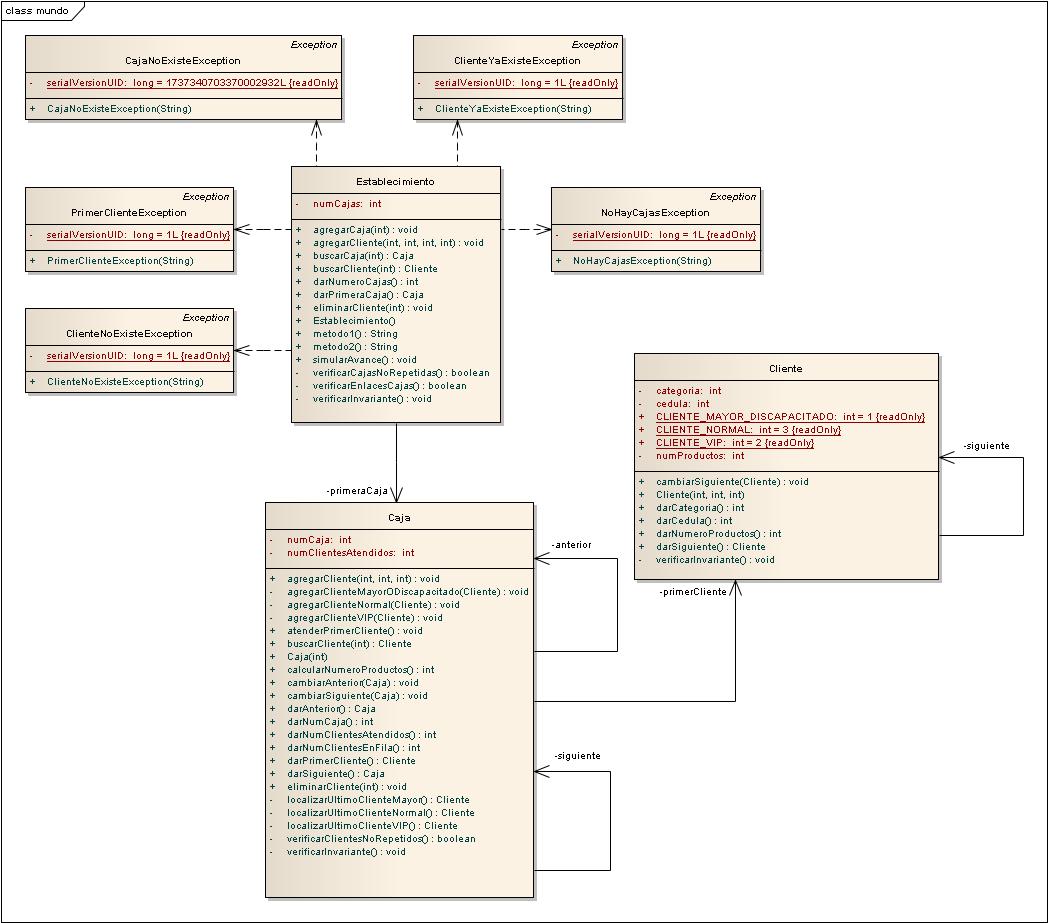 class mundo
Exception
CajaNoExisteException
- serialVersionUID: long = 1737340703370002932L {readOnly}
+ CajaNoExisteException(String)
Exception
ClienteYaExisteException
- serialVersionUID: long = 1L {readOnly}
+ ClienteYaExisteException(String)
Establecimiento
- numCajas: int
+ agregarCaja(int) : void
+ agregarCliente(int, int, int, int) : void
+ buscarCaja(int) : Caja
+ buscarCliente(int) : Cliente
+ darNumeroCajas() : int
+ darPrimeraCaja() : Caja
+ eliminarCliente(int) : void
+ Establecimiento()
+ metodo1() : String
+ metodo2() : String
+ simularAvance() : void
- verificarCajasNoRepetidas() : boolean
- verificarEnlacesCajas() : boolean
- verificarInvariante() : void
Exception
PrimerClienteException
- serialVersionUID: long = 1L {readOnly}
+ PrimerClienteException(String)
Exception
NoHayCajasException
- serialVersionUID: long = 1L {readOnly}
+ NoHayCajasException(String)
Exception
ClienteNoExisteException
- serialVersionUID: long = 1L {readOnly}
+ ClienteNoExisteException(String)
Cliente
- categoria: int
- cedula: int
+ CLIENTE_MAYOR_DISCAPACITADO: int = 1 {readOnly}
+ CLIENTE_NORMAL: int = 3 {readOnly}
+ CLIENTE_VIP: int = 2 {readOnly}
- numProductos: int
+ cambiarSiguiente(Cliente) : void
+ Cliente(int, int, int)
+ darCategoria() : int
+ darCedula() : int
+ darNumeroProductos() : int
+ darSiguiente() : Cliente
- verificarInvariante() : void
-siguiente
-primeraCaja
Caja
- numCaja: int
- numClientesAtendidos: int
+ agregarCliente(int, int, int) : void
- agregarClienteMayorODiscapacitado(Cliente) : void
- agregarClienteNormal(Cliente) : void
- agregarClienteVIP(Cliente) : void
+ atenderPrimerCliente() : void
+ buscarCliente(int) : Cliente
+ Caja(int)
+ calcularNumeroProductos() : int
+ cambiarAnterior(Caja) : void
+ cambiarSiguiente(Caja) : void
+ darAnterior() : Caja
+ darNumCaja() : int
+ darNumClientesAtendidos() : int
+ darNumClientesEnFila() : int
+ darPrimerCliente() : Cliente
+ darSiguiente() : Caja
+ eliminarCliente(int) : void
- localizarUltimoClienteMayor() : Cliente
- localizarUltimoClienteNormal() : Cliente
- localizarUltimoClienteVIP() : Cliente
- verificarClientesNoRepetidos() : boolean
- verificarInvariante() : void
-anterior
-primerCliente
-siguiente